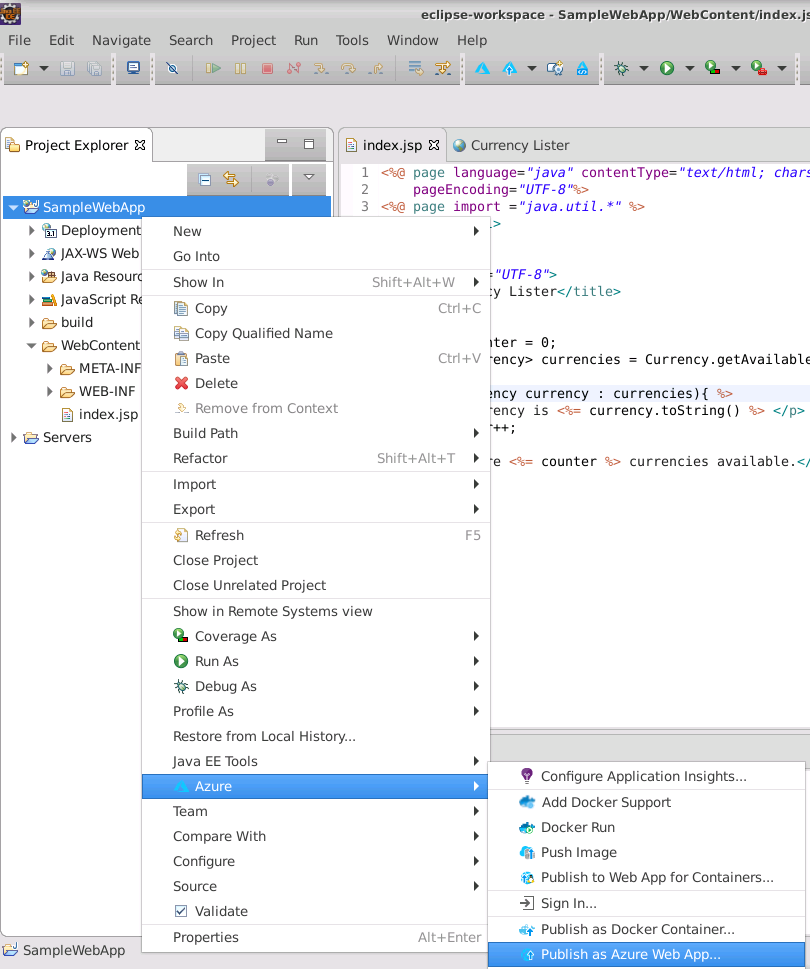 eclipse-workspace - SampleWebApp/WebContent/index.js
File Edit Navigate Search Project Run Tools Window Help
Project Explorer
index.jsp
Currency Lister
1 <%@ page language="java" contentType="text/html; chars
2 pageEncoding="UTF-8"%>
3 <%@ page import ="java.util.*" %>
l>
="UTF-8">
y Lister</title>
nter = 0;
rency> currencies = Currency.getAvailable
ency currency : currencies){ %>
rency is <%= currency.toString() %> </p>
r++;
re <%= counter %> currencies available.</
SampleWebApp
Deployment
JAX-WS Web
Java Resourc
JavaScript Re
build
WebContent
META-INF
WEB-INF
index.jsp
Servers
New
Go Into
Show In Shift+Alt+W
Copy Ctrl+C
Copy Qualified Name
Paste Ctrl+V
Delete
Remove from Context
Build Path
Refactor Shift+Alt+T
Import
Export
Refresh F5
Close Project
Close Unrelated Project
Show in Remote Systems view
Coverage As
Run As
Debug As
Profile As
Restore from Local History...
Java EE Tools
Azure
Team
Compare With
Configure
Source
Validate
Properties Alt+Enter
Configure Application Insights...
Add Docker Support
Docker Run
Push Image
Publish to Web App for Containers...
Sign In...
Publish as Docker Container...
Publish as Azure Web App...
SampleWebApp